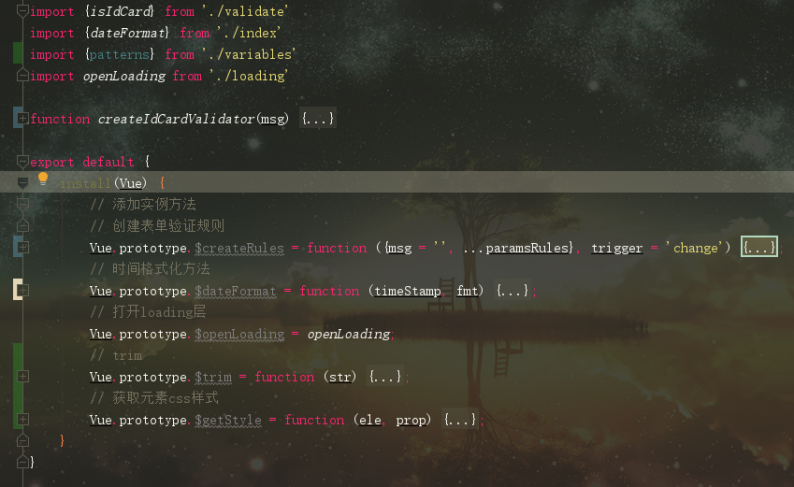 import {isIdCard} from './validate'
import {dateFormat} from './index'
import {patterns} from './variables'
import openLoading from './loading'
function createIdCardValidator(msg) {...}
export default {
install(Vue) {
// 添加实例方法
// 创建表单验证规则
Vue.prototype.$createRules = function ({msg = '', ...paramsRules}, trigger = 'change') {...};
// 时间格式化方法
Vue.prototype.$dateFormat = function (timeStamp, fmt) {...};
// 打开loading层
Vue.prototype.$openLoading = openLoading;
// trim
Vue.prototype.$trim = function (str) {...};
// 获取元素css样式
Vue.prototype.$getStyle = function (ele, prop) {...};
}
}